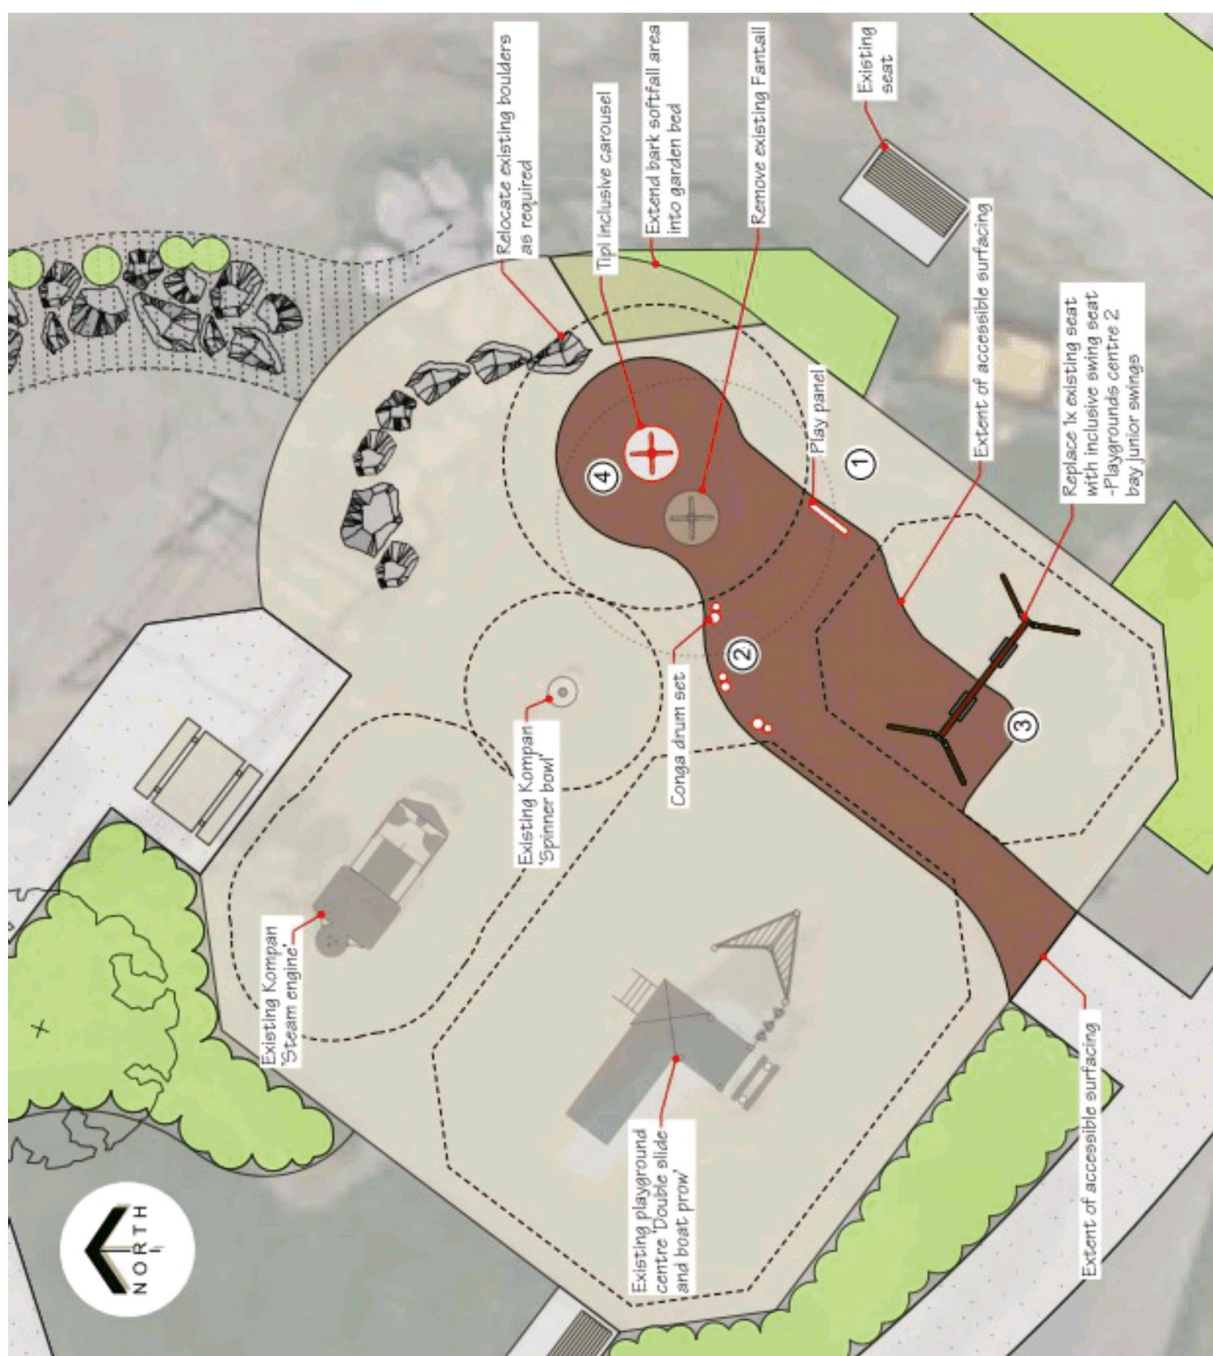 Relocate existing boulders
as required
Tipi inclusive carousel
Extend bark softfall area
into garden bed
Remove existing Fantail
Existing
seat
Extent of accessible surfacing
Play panel
Replace 1x existing seat
with inclusive swing seat
-Playgrounds centre 2
bay junior swings
4
1
2
3
Conga drum set
Existing Kompan
'Spinner bowl'
Existing Kompan
'Steam engine'
Existing playground
centre 'Double slide
and boat prow'
Extent of accessible surfacing
NORTH